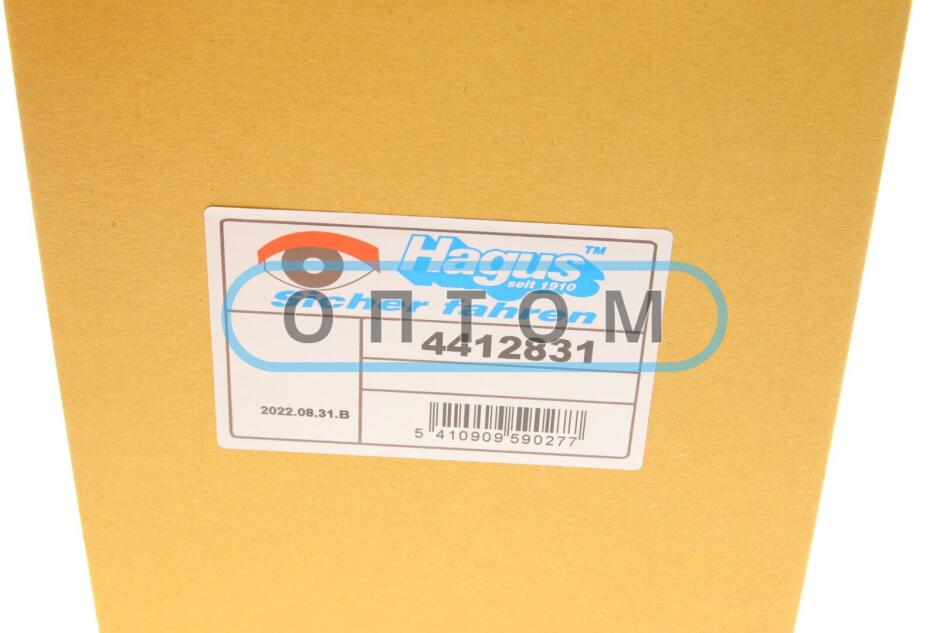 Hagus™
seit 1910
Sicher fahren
ОПТОМ
4412831
2022.08.31.B
5 410909 590277